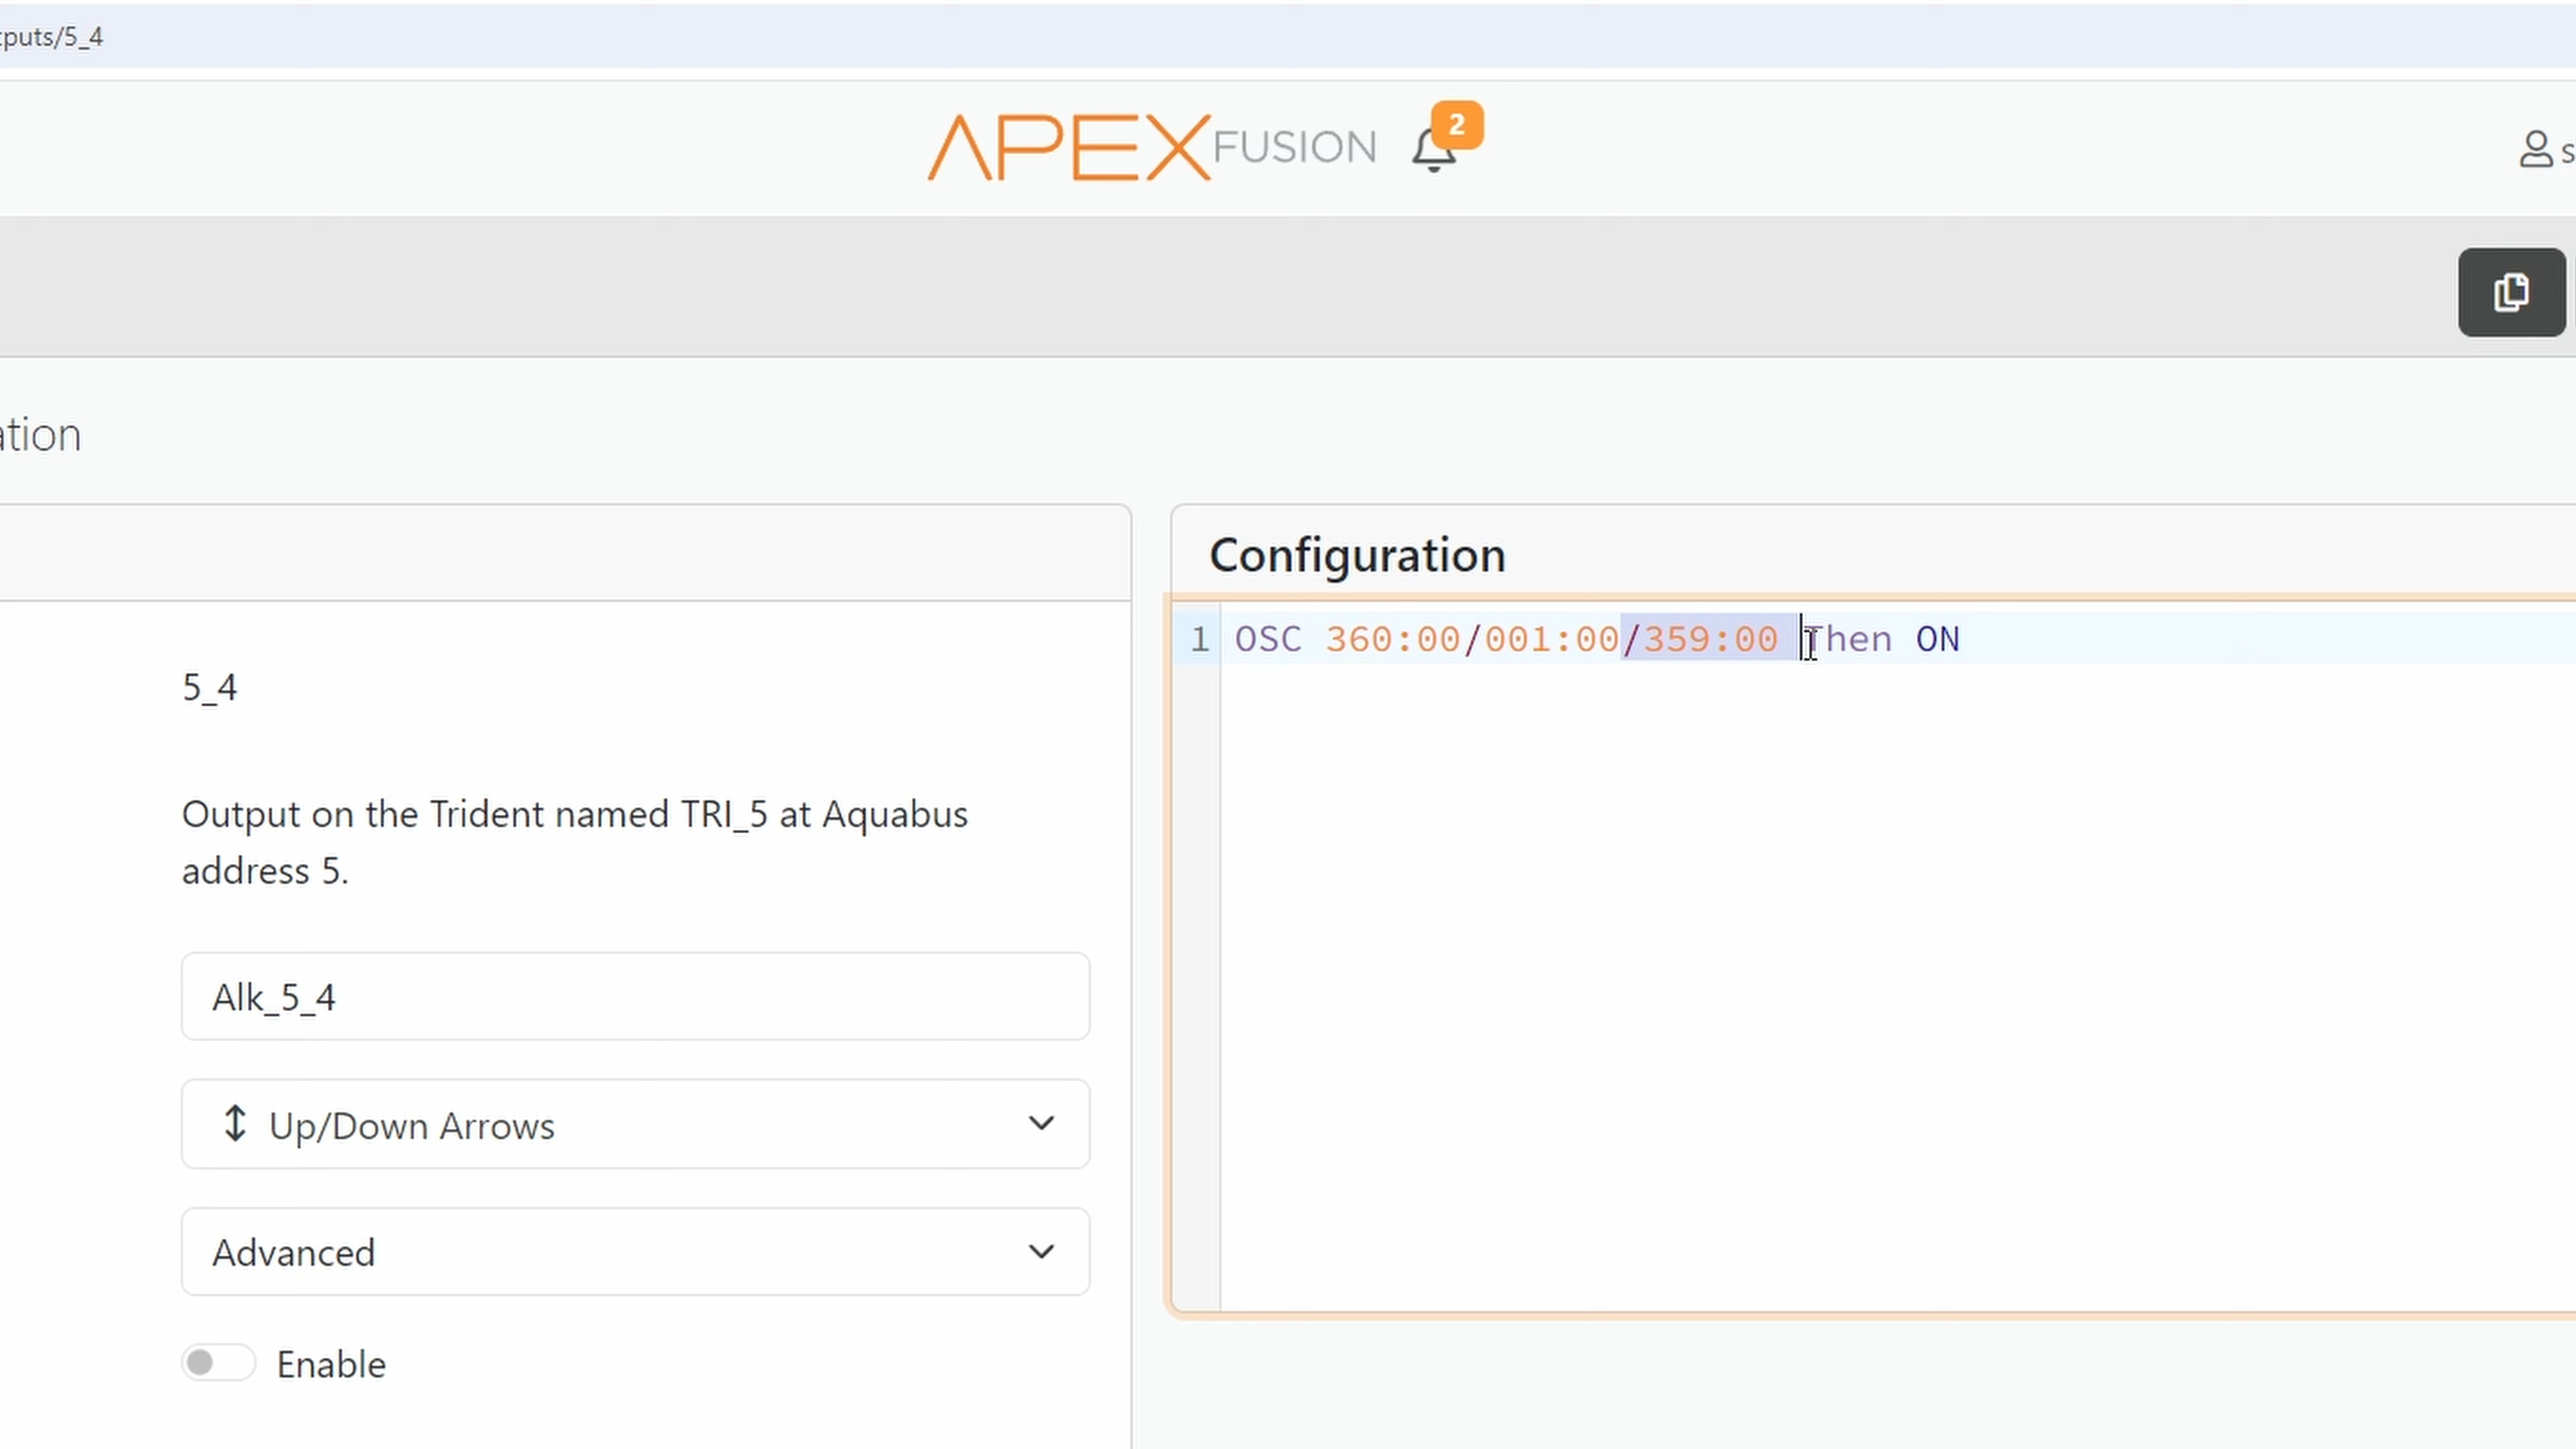 tputs/5_4
APEX FUSION 2
s
ation
Configuration
1 OSC 360:00/001:00/359:00 Then ON
5_4
Output on the Trident named TRI_5 at Aquabus
address 5.
Alk_5_4
Up/Down Arrows
Advanced
Enable